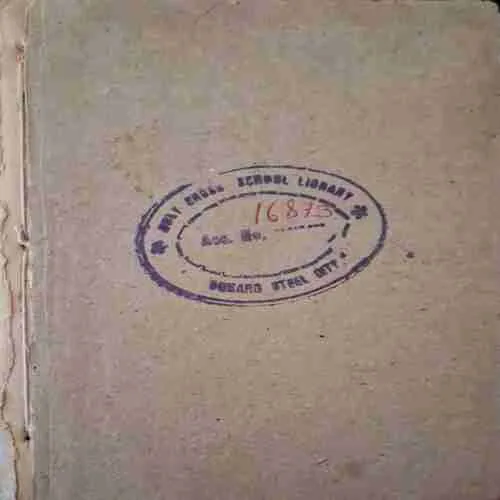 HOLY CROSS SCHOOL LIBRARY
16875
Acc. No.
BOKARO STEEL CITY